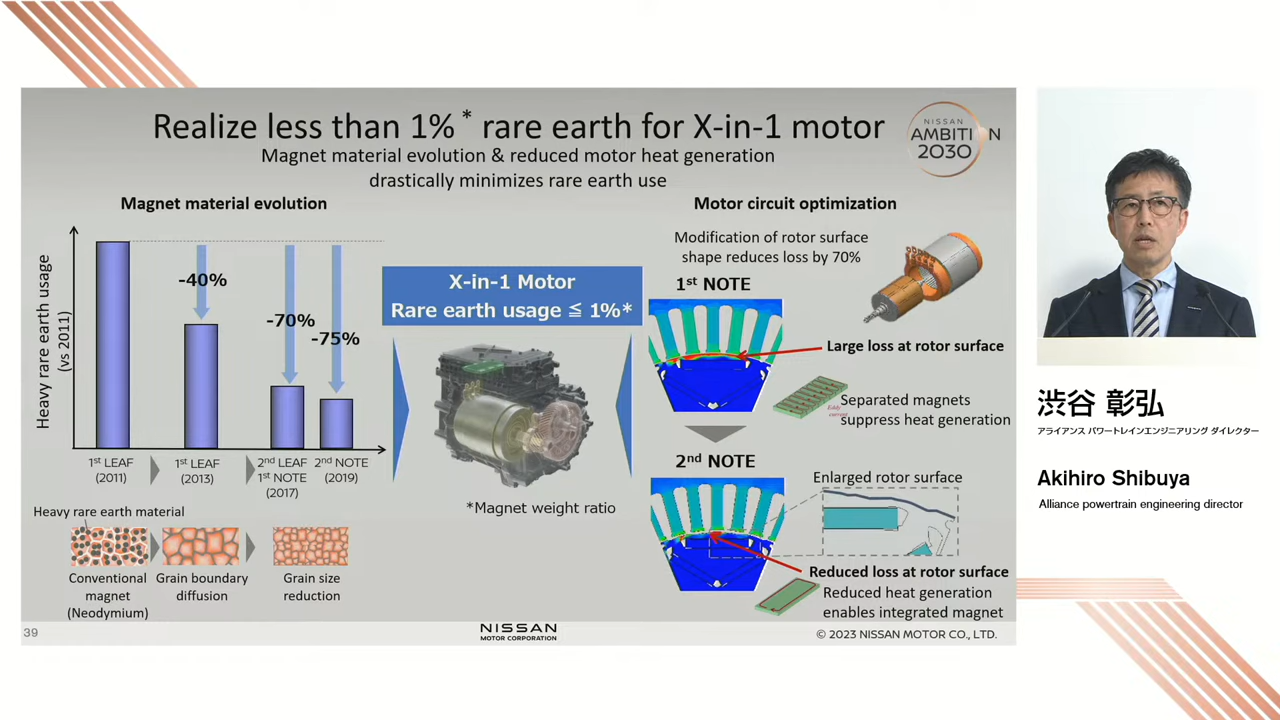 Realize less than 1%* rare earth for X-in-1 motor
Magnet material evolution & reduced motor heat generation
drastically minimizes rare earth use
NISSAN
AMBITION
2030
Magnet material evolution
Heavy rare earth usage
(vs 2011)
-40%
-70%
-75%
1st LEAF
(2011)
1st LEAF
(2013)
2nd LEAF
1st NOTE
(2017)
2nd NOTE
(2019)
Heavy rare earth material
Conventional
magnet
(Neodymium)
Grain boundary
diffusion
Grain size
reduction
X-in-1 Motor
Rare earth usage ≦ 1%*
*Magnet weight ratio
Motor circuit optimization
Modification of rotor surface
shape reduces loss by 70%
1st NOTE
Large loss at rotor surface
Eddy
current
Separated magnets
suppress heat generation
2nd NOTE
Enlarged rotor surface
Reduced loss at rotor surface
Reduced heat generation
enables integrated magnet
39
NISSAN
MOTOR CORPORATION
© 2023 NISSAN MOTOR CO., LTD.
渋谷 彰弘
アライアンス パワートレインエンジニアリング ダイレクター
Akihiro Shibuya
Alliance powertrain engineering director